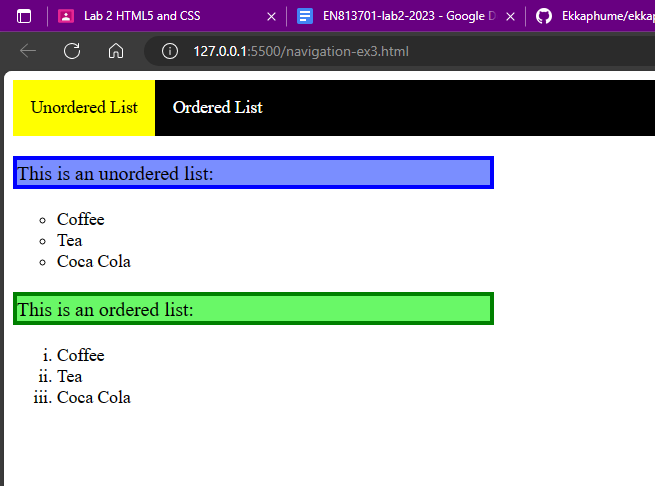 Lab 2 HTML5 and CSS
EN813701-lab2-2023 - Google D
Ekkaphume/ekkap
127.0.0.1:5500/navigation-ex3.html
Unordered List
Ordered List
This is an unordered list:
Coffee
Tea
Coca Cola
This is an ordered list:
i. Coffee
ii. Tea
iii. Coca Cola